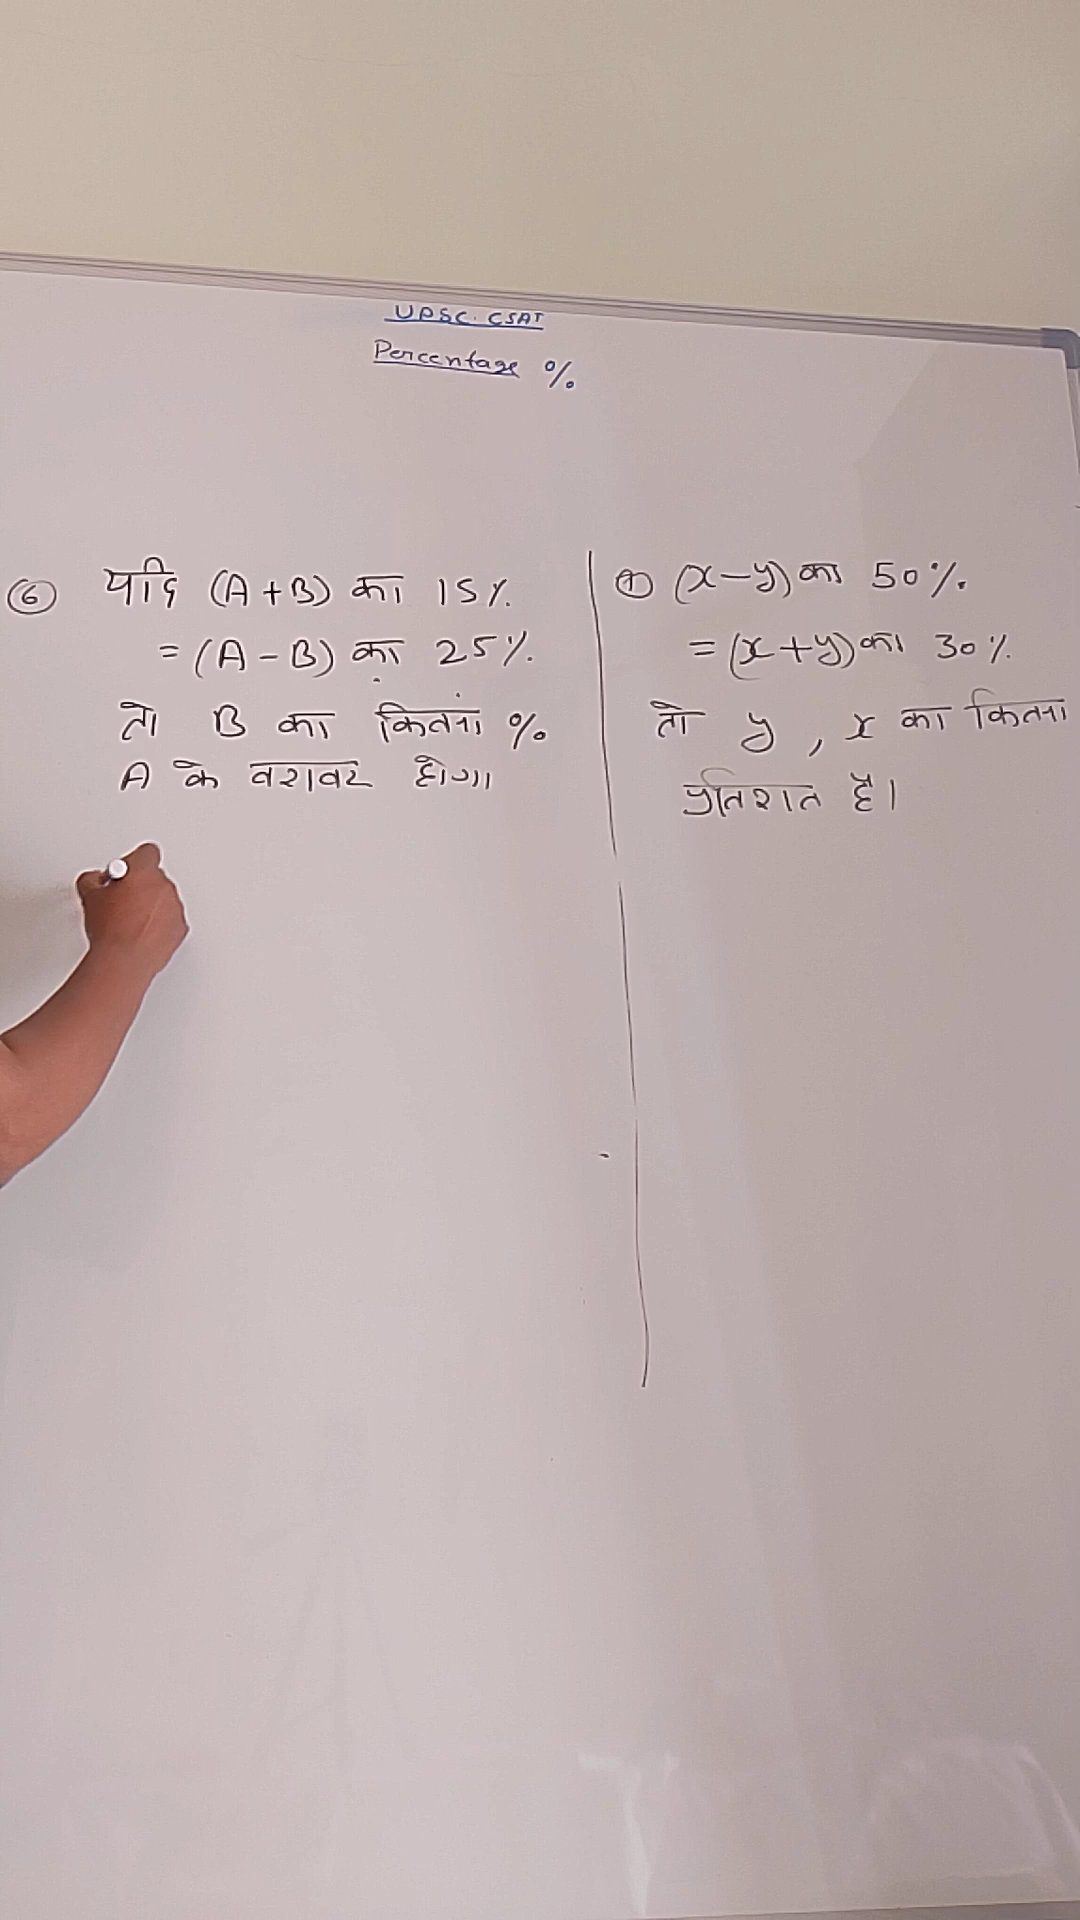 UPSC. CSAT
Percentage %
⑥ यदि (A+B) का 15%
= (A-B) का 25%
तो B का कितना %
A के बराबर होगा
⑦ (x-y) का 50%
= (x+y) का 30%
तो y, x का कितना
प्रतिशत है।